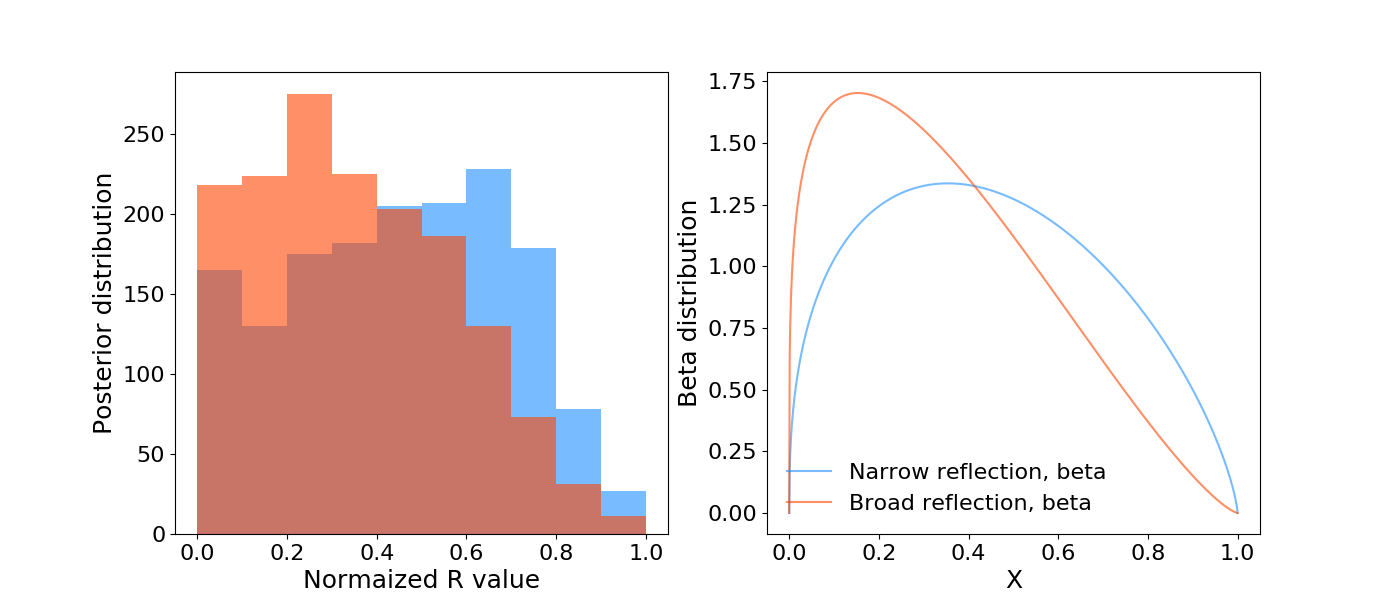 Posterior distribution
250
200
150
100
50
0
0.0 0.2 0.4 0.6 0.8 1.0
Normaized R value
Beta distribution
1.75
1.50
1.25
1.00
0.75
0.50
0.25
0.00
Narrow reflection, beta
Broad reflection, beta
0.0 0.2 0.4 0.6 0.8 1.0
X